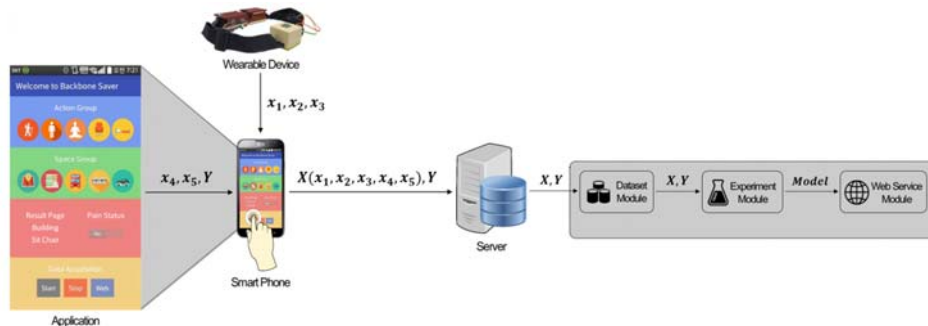 7:21
Welcome to Backbone Saver
Action Group
Space Group
Result Page
Pain Status
Building
Sit Chair
Start
Stop
Web
Application
x₄, x₅, Y
Wearable Device
x₁, x₂, x₃
Smart Phone
X(x₁, x₂, x₃, x₄, x₅), Y
Server
X, Y
Dataset
Module
X, Y
Experiment
Module
Model
Web Service
Module